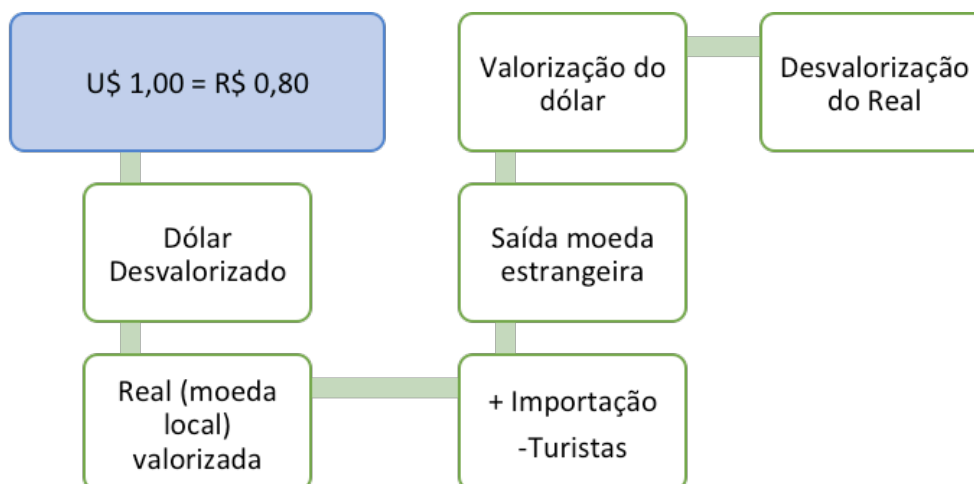 U$ 1,00 = R$ 0,80
Dólar
Desvalorizado
Real (moeda
local)
valorizada
+ Importação
-Turistas
Saída moeda
estrangeira
Valorização do
dólar
Desvalorização
do Real